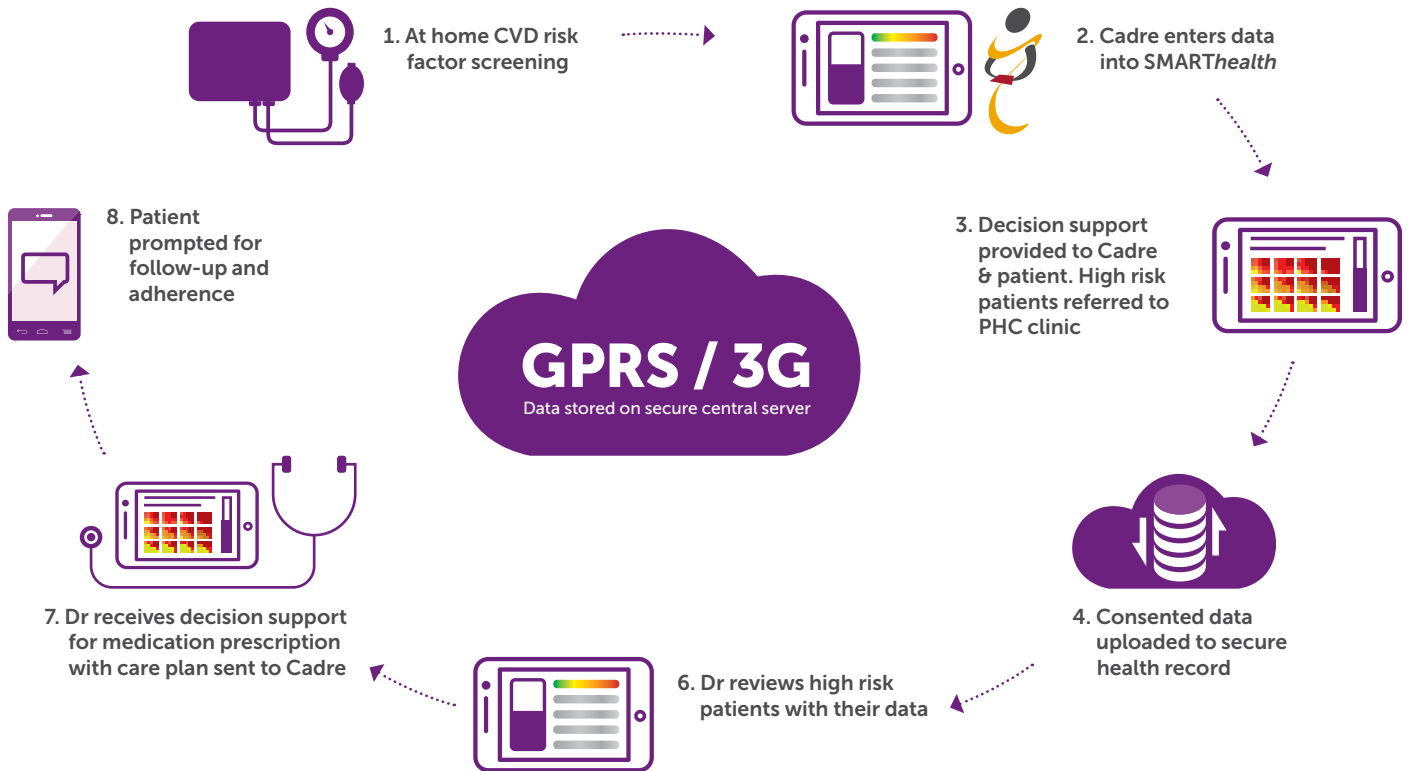 1. At home CVD risk
factor screening
2. Cadre enters data
into SMARThealth
3. Decision support
provided to Cadre
& patient. High risk
patients referred to
PHC clinic
4. Consented data
uploaded to secure
health record
6. Dr reviews high risk
patients with their data
7. Dr receives decision support
for medication prescription
with care plan sent to Cadre
8. Patient
prompted for
follow-up and
adherence
GPRS / 3G
Data stored on secure central server